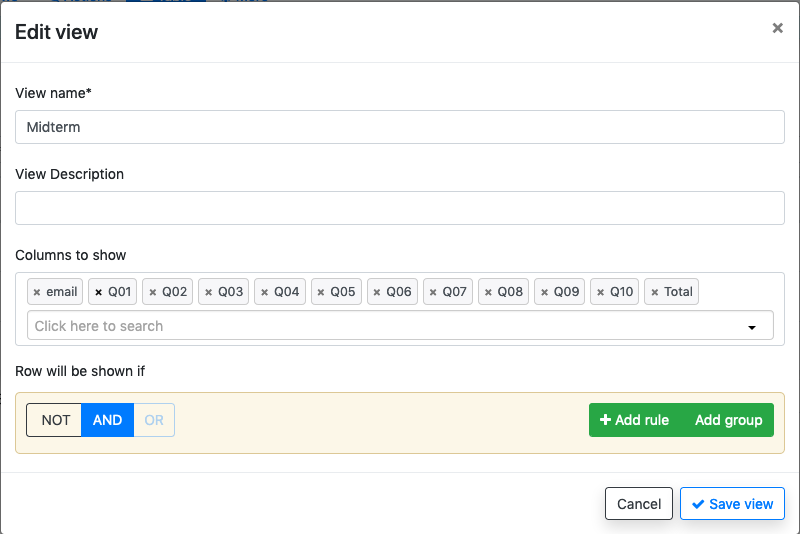 Edit view
×
View name*
Midterm
View Description
Columns to show
× email × Q01 × Q02 × Q03 × Q04 × Q05 × Q06 × Q07 × Q08 × Q09 × Q10 × Total
Click here to search
Row will be shown if
NOT AND OR + Add rule Add group
Cancel ✓ Save view